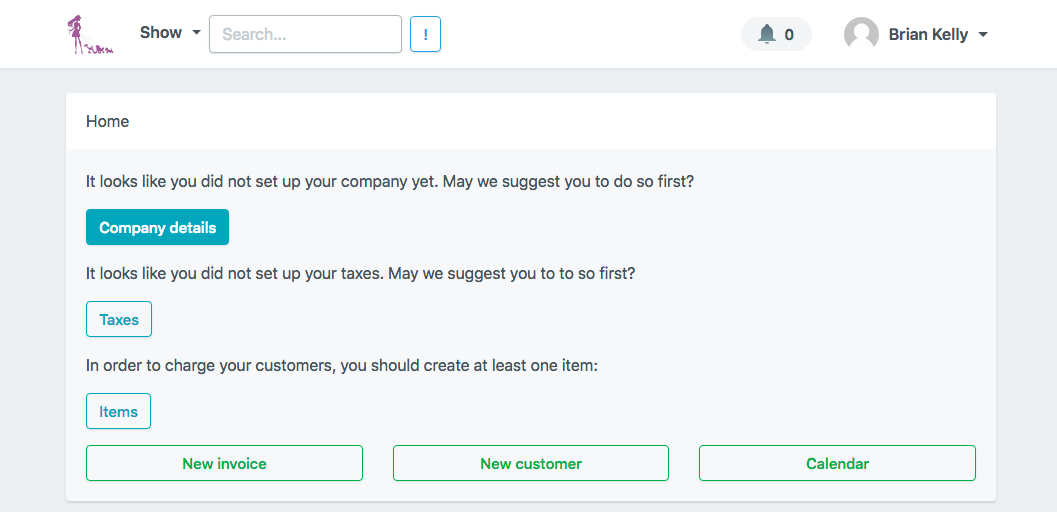 Show
Search...
!
0
Brian Kelly
Home
It looks like you did not set up your company yet. May we suggest you to do so first?
Company details
It looks like you did not set up your taxes. May we suggest you to to so first?
Taxes
In order to charge your customers, you should create at least one item:
Items
New invoice
New customer
Calendar